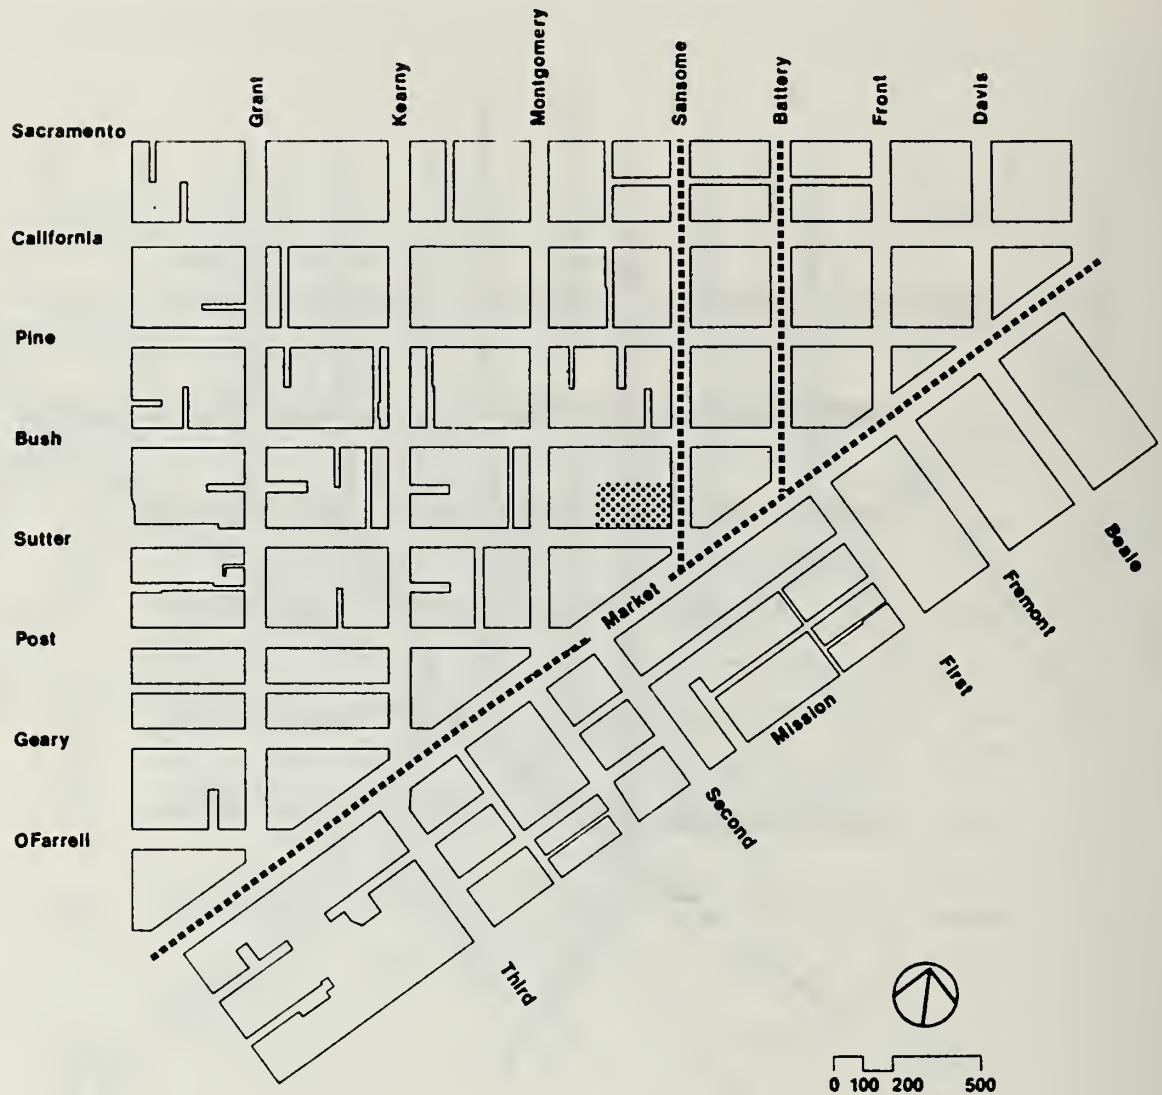 Grant
Kearny
Montgomery
Sansome
Battery
Front
Davis
Sacramento
California
Pine
Bush
Sutter
Post
Geary
OFarrell
Market
Mission
Beale
Fremont
First
Second
Third
0 100 200 500